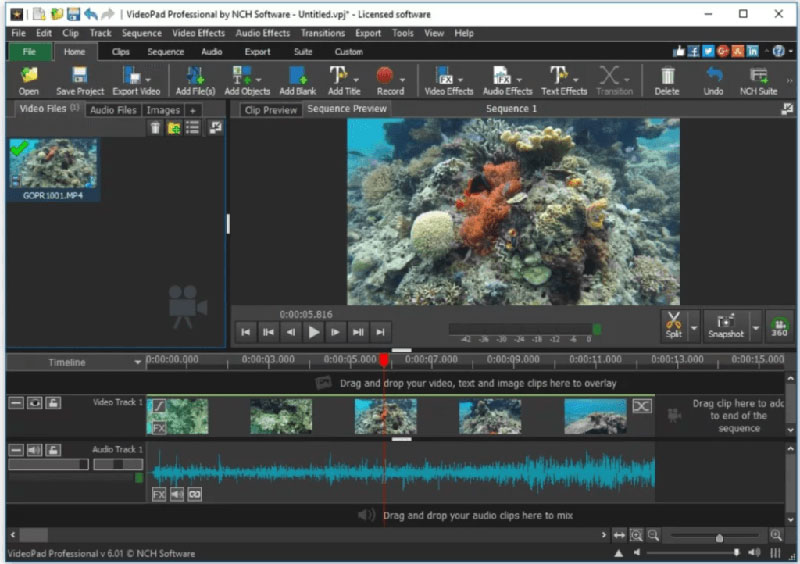 VideoPad Professional by NCH Software - Untitled.vpj* - Licensed software
File Edit Clip Track Sequence Video Effects Audio Effects Transitions Export Tools View Help
File Home Clips Sequence Audio Export Suite Custom
Open Save Project Export Video Add File(s) Add Objects Add Blank Add Title Record Video Effects Audio Effects Text Effects Transition Delete Undo NCH Suite
Video Files (1) Audio Files Images + Clip Preview Sequence Preview Sequence 1
GOPR1001.MP4
0:00:05.816
-42 -36 -30 -24 -18 -12 -6 0
Split Snapshot 360
Timeline 0:00:00.000 0:00:03.000 0:00:05.000 0:00:07.000 0:00:09.000 0:00:11.000 0:00:13.000 0:00:15.000
Drag and drop your video, text and image clips here to overlay
Video Track 1
FX
Drag clip here to add
to end of the
sequence
Audio Track 1
FX
Drag and drop your audio clips here to mix
VideoPad Professional v 6.01 © NCH Software